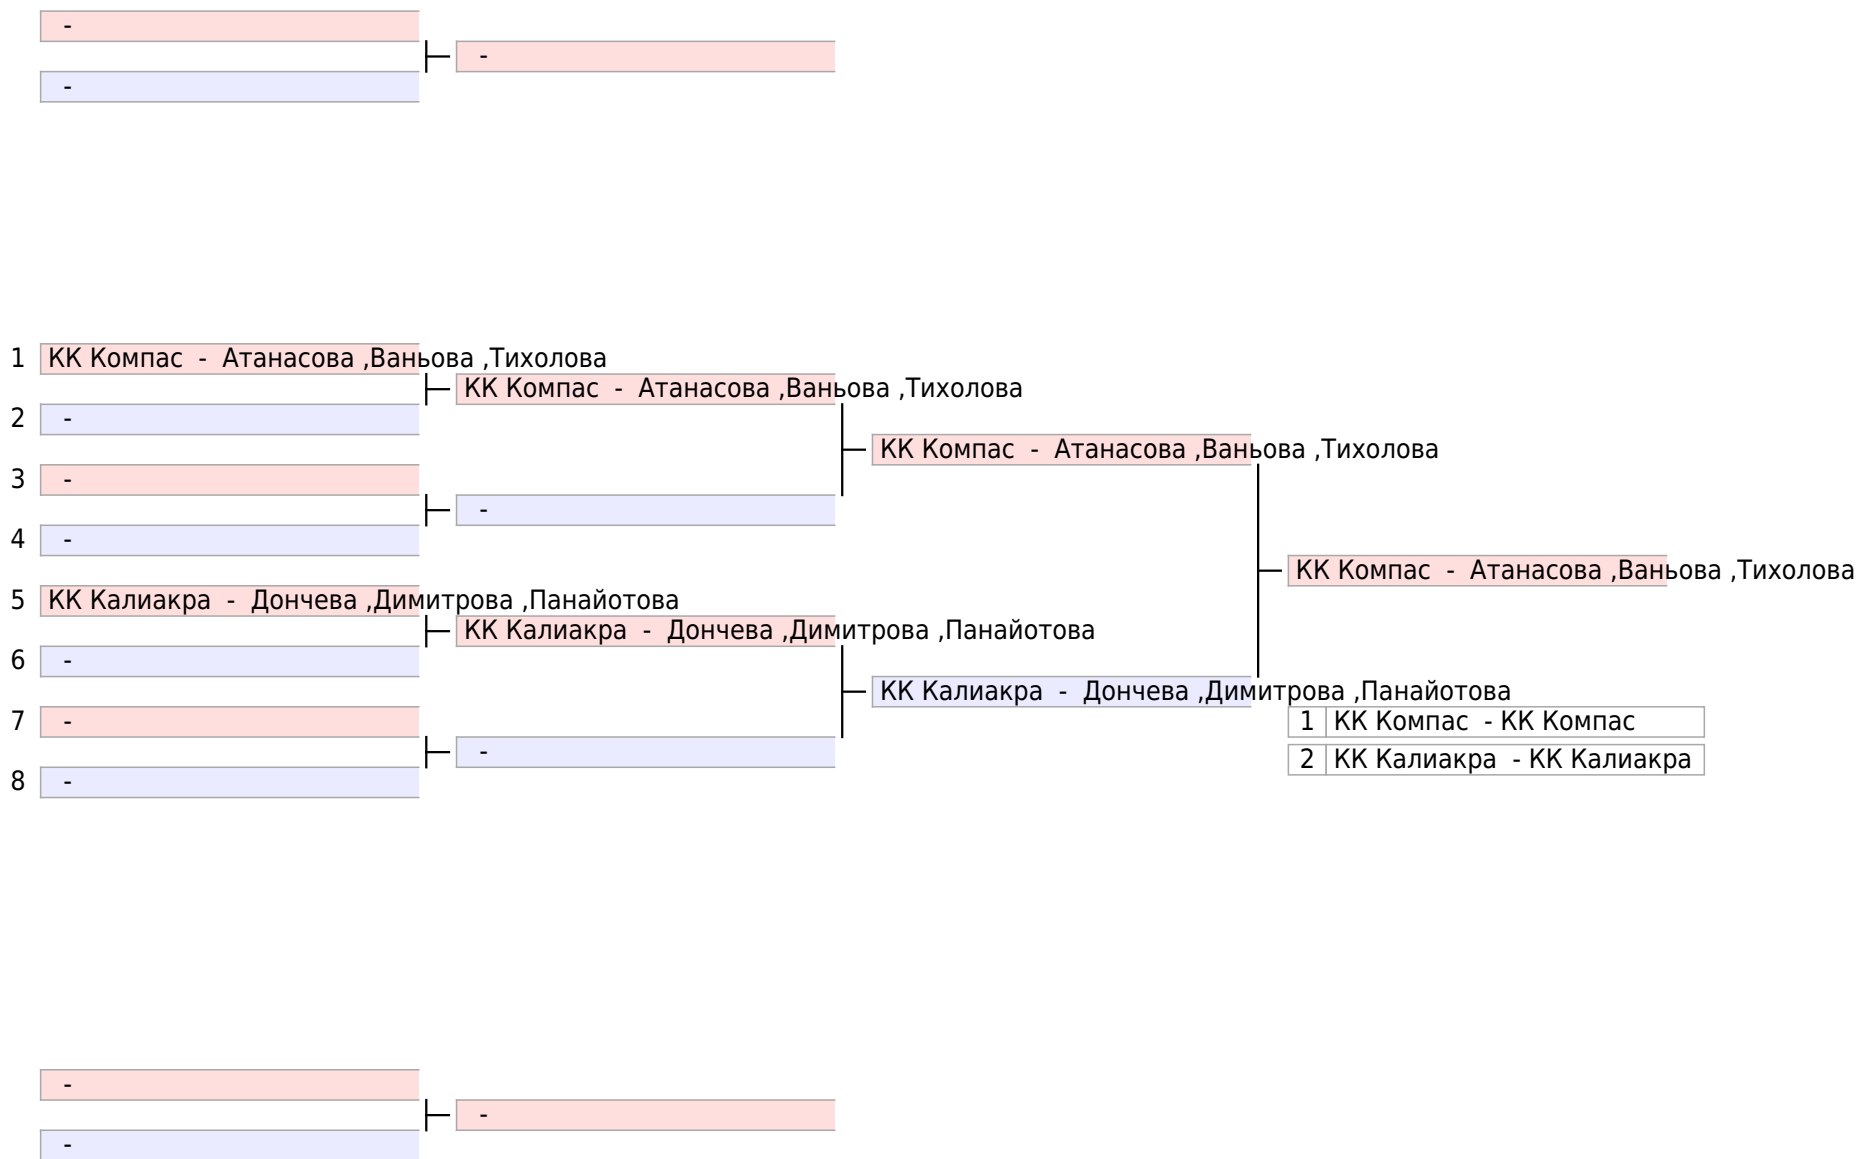 -
-
-
1 КК Компас - Атанасова ,Ваньова ,Тихолова
КК Компас - Атанасова ,Ваньова ,Тихолова
2 -
КК Компас - Атанасова ,Ваньова ,Тихолова
3 -
-
4 -
КК Компас - Атанасова ,Ваньова ,Тихолова
5 КК Калиакра - Дончева ,Димитрова ,Панайотова
КК Калиакра - Дончева ,Димитрова ,Панайотова
6 -
КК Калиакра - Дончева ,Димитрова ,Панайотова
7 -
1 КК Компас - КК Компас
-
2 КК Калиакра - КК Калиакра
8 -
-
-
-